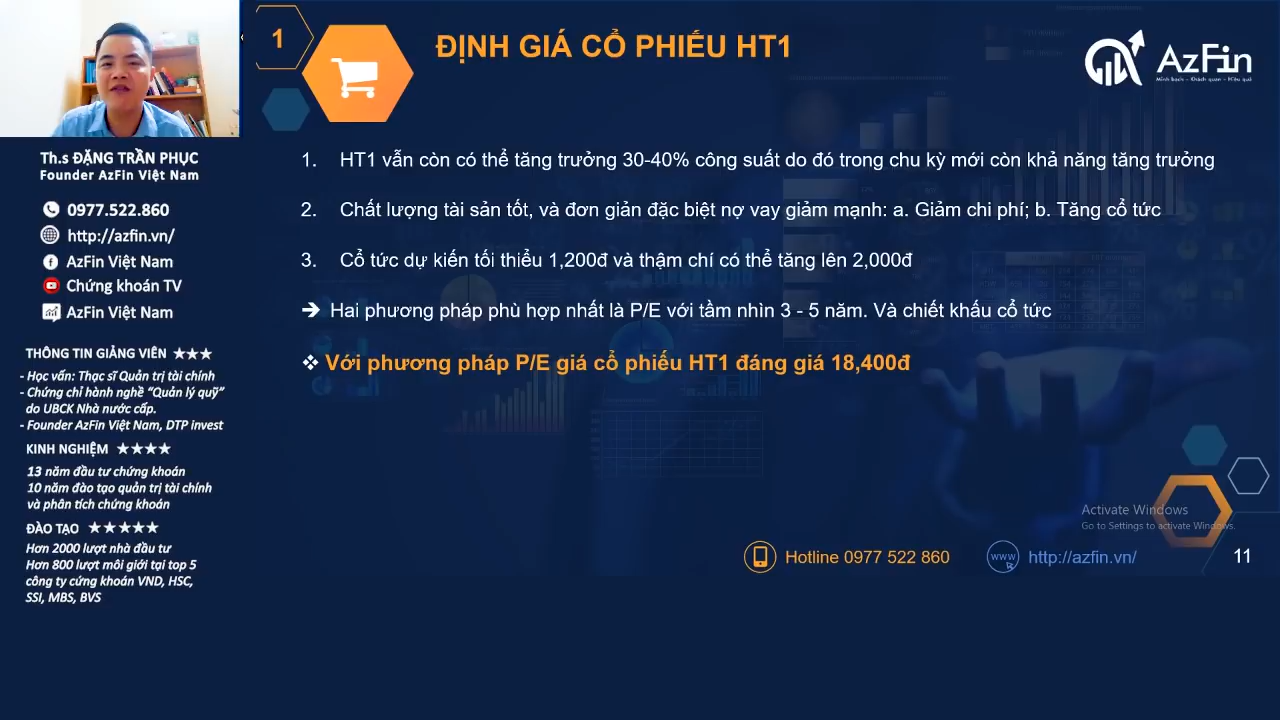 1
ĐỊNH GIÁ CỔ PHIẾU HT1
AzFin
Minh bạch - Khách quan - Hiệu quả
Th.s ĐẶNG TRẦN PHỤC
Founder AzFin Việt Nam
0977.522.860
http://azfin.vn/
AzFin Việt Nam
Chứng khoán TV
AzFin Việt Nam
THÔNG TIN GIẢNG VIÊN ★★★
- Học vấn: Thạc sĩ Quản trị tài chính
- Chứng chỉ hành nghề “Quản lý quỹ”
do UBCK Nhà nước cấp.
- Founder AzFin Việt Nam, DTP invest
KINH NGHIỆM ★★★★
13 năm đầu tư chứng khoán
10 năm đào tạo quản trị tài chính
và phân tích chứng khoán
ĐÀO TẠO ★★★★★
Hơn 2000 lượt nhà đầu tư
Hơn 800 lượt môi giới tại top 5
công ty cứng khoán VND, HSC,
SSI, MBS, BVS
1. HT1 vẫn còn có thể tăng trưởng 30-40% công suất do đó trong chu kỳ mới còn khả năng tăng trưởng
2. Chất lượng tài sản tốt, và đơn giản đặc biệt nợ vay giảm mạnh: a. Giảm chi phí; b. Tăng cổ tức
3. Cổ tức dự kiến tối thiểu 1,200đ và thậm chí có thể tăng lên 2,000đ
➔ Hai phương pháp phù hợp nhất là P/E với tầm nhìn 3 - 5 năm. Và chiết khấu cổ tức
❖ Với phương pháp P/E giá cổ phiếu HT1 đáng giá 18,400đ
Activate Windows
Go to Settings to activate Windows.
Hotline 0977 522 860
www
http://azfin.vn/
11